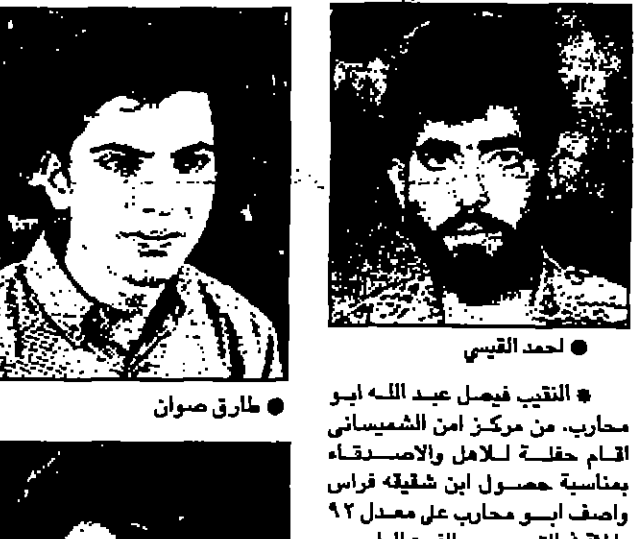 ● احمد القيسي
* النقيب فيصل عبد الله ابو
محارب، من مركز امن الشميساني
اقام حفلة للاهل والاصدقاء
بمناسبة حصول ابن شقيقه فراس
واصف ابو محارب على معدل ٩٢
● طارق صوان